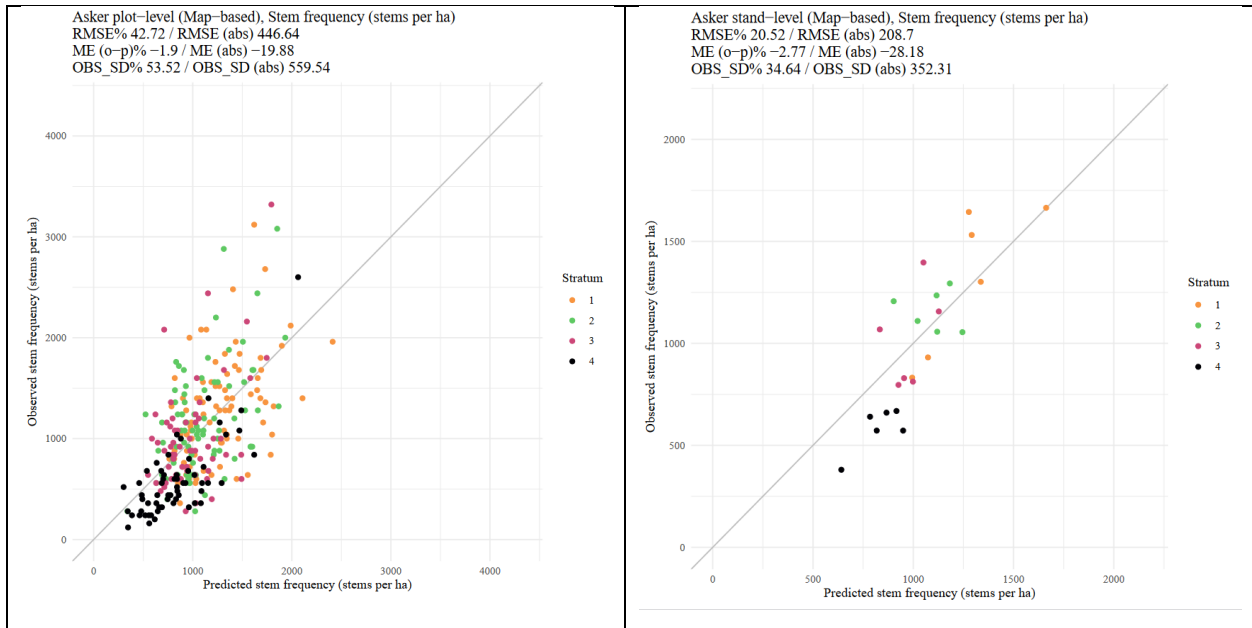 Asker plot−level (Map−based), Stem frequency (stems per ha)
RMSE% 42.72 / RMSE (abs) 446.64
ME (o−p)% −1.9 / ME (abs) −19.88
OBS_SD% 53.52 / OBS_SD (abs) 559.54
Observed stem frequency (stems per ha)
4000
3000
2000
1000
0
0 1000 2000 3000 4000
Predicted stem frequency (stems per ha)
Stratum
1
2
3
4
Asker stand−level (Map−based), Stem frequency (stems per ha)
RMSE% 20.52 / RMSE (abs) 208.7
ME (o−p)% −2.77 / ME (abs) −28.18
OBS_SD% 34.64 / OBS_SD (abs) 352.31
Observed stem frequency (stems per ha)
2000
1500
1000
500
0
0 500 1000 1500 2000
Predicted stem frequency (stems per ha)
Stratum
1
2
3
4